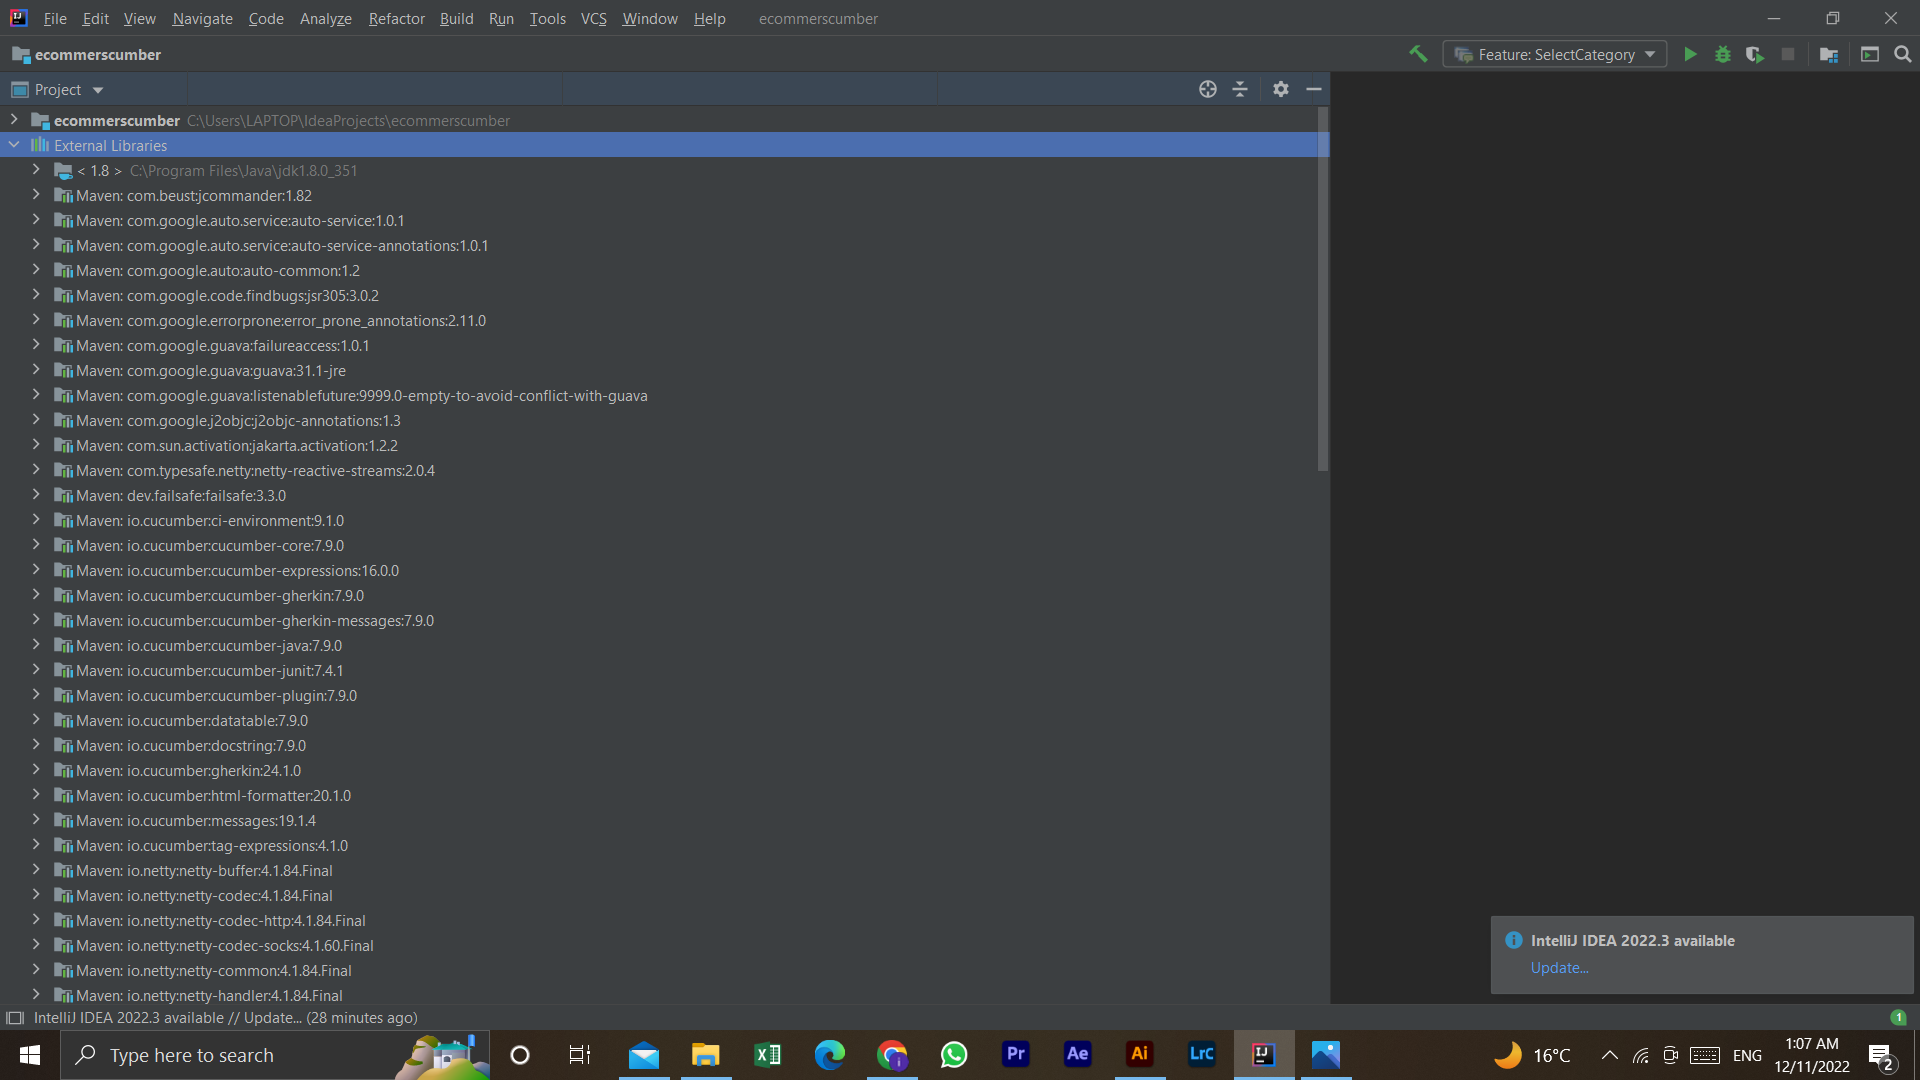 File Edit View Navigate Code Analyze Refactor Build Run Tools VCS Window Help ecommerscumber
ecommerscumber Feature: SelectCategory
Project
ecommerscumber C:\Users\LAPTOP\IdeaProjects\ecommerscumber
External Libraries
< 1.8 > C:\Program Files\Java\jdk1.8.0_351
Maven: com.beust:jcommander:1.82
Maven: com.google.auto.service:auto-service:1.0.1
Maven: com.google.auto.service:auto-service-annotations:1.0.1
Maven: com.google.auto:auto-common:1.2
Maven: com.google.code.findbugs:jsr305:3.0.2
Maven: com.google.errorprone:error_prone_annotations:2.11.0
Maven: com.google.guava:failureaccess:1.0.1
Maven: com.google.guava:guava:31.1-jre
Maven: com.google.guava:listenablefuture:9999.0-empty-to-avoid-conflict-with-guava
Maven: com.google.j2objc:j2objc-annotations:1.3
Maven: com.sun.activation:jakarta.activation:1.2.2
Maven: com.typesafe.netty:netty-reactive-streams:2.0.4
Maven: dev.failsafe:failsafe:3.3.0
Maven: io.cucumber:ci-environment:9.1.0
Maven: io.cucumber:cucumber-core:7.9.0
Maven: io.cucumber:cucumber-expressions:16.0.0
Maven: io.cucumber:cucumber-gherkin:7.9.0
Maven: io.cucumber:cucumber-gherkin-messages:7.9.0
Maven: io.cucumber:cucumber-java:7.9.0
Maven: io.cucumber:cucumber-junit:7.4.1
Maven: io.cucumber:cucumber-plugin:7.9.0
Maven: io.cucumber:datatable:7.9.0
Maven: io.cucumber:docstring:7.9.0
Maven: io.cucumber:gherkin:24.1.0
Maven: io.cucumber:html-formatter:20.1.0
Maven: io.cucumber:messages:19.1.4
Maven: io.cucumber:tag-expressions:4.1.0
Maven: io.netty:netty-buffer:4.1.84.Final
Maven: io.netty:netty-codec:4.1.84.Final
Maven: io.netty:netty-codec-http:4.1.84.Final
Maven: io.netty:netty-codec-socks:4.1.60.Final
Maven: io.netty:netty-common:4.1.84.Final
Maven: io.netty:netty-handler:4.1.84.Final
IntelliJ IDEA 2022.3 available
Update...
IntelliJ IDEA 2022.3 available // Update... (28 minutes ago) 1
Type here to search Pr Ae Ai LrC IJ 16°C ENG 1:07 AM
12/11/2022 2